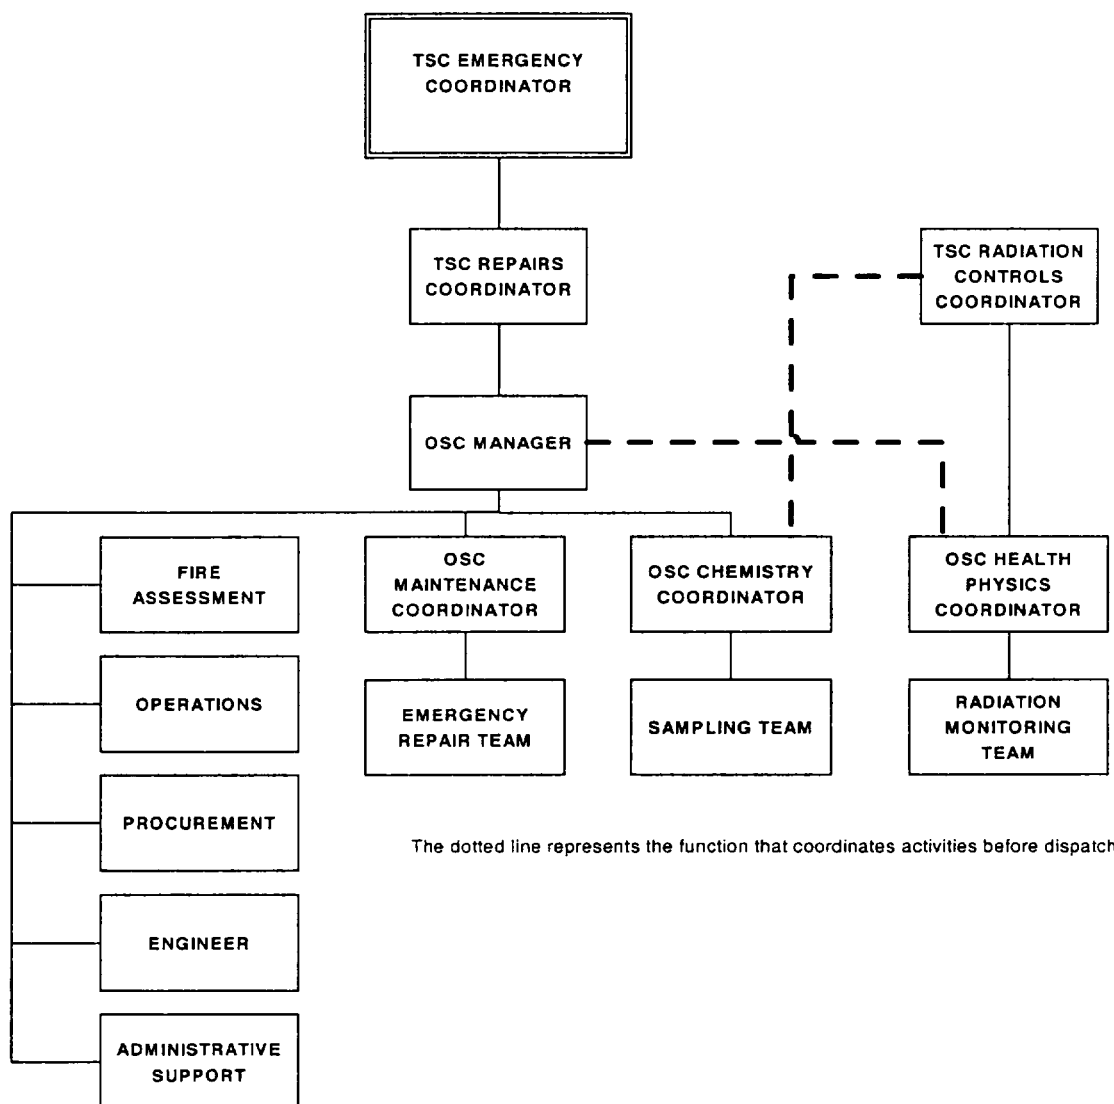 TSC EMERGENCY
COORDINATOR
TSC REPAIRS
COORDINATOR
TSC RADIATION
CONTROLS
COORDINATOR
OSC MANAGER
FIRE
ASSESSMENT
OSC
MAINTENANCE
COORDINATOR
OSC CHEMISTRY
COORDINATOR
OSC HEALTH
PHYSICS
COORDINATOR
OPERATIONS
EMERGENCY
REPAIR TEAM
SAMPLING TEAM
RADIATION
MONITORING
TEAM
PROCUREMENT
The dotted line represents the function that coordinates activities before dispatch
ENGINEER
ADMINISTRATIVE
SUPPORT